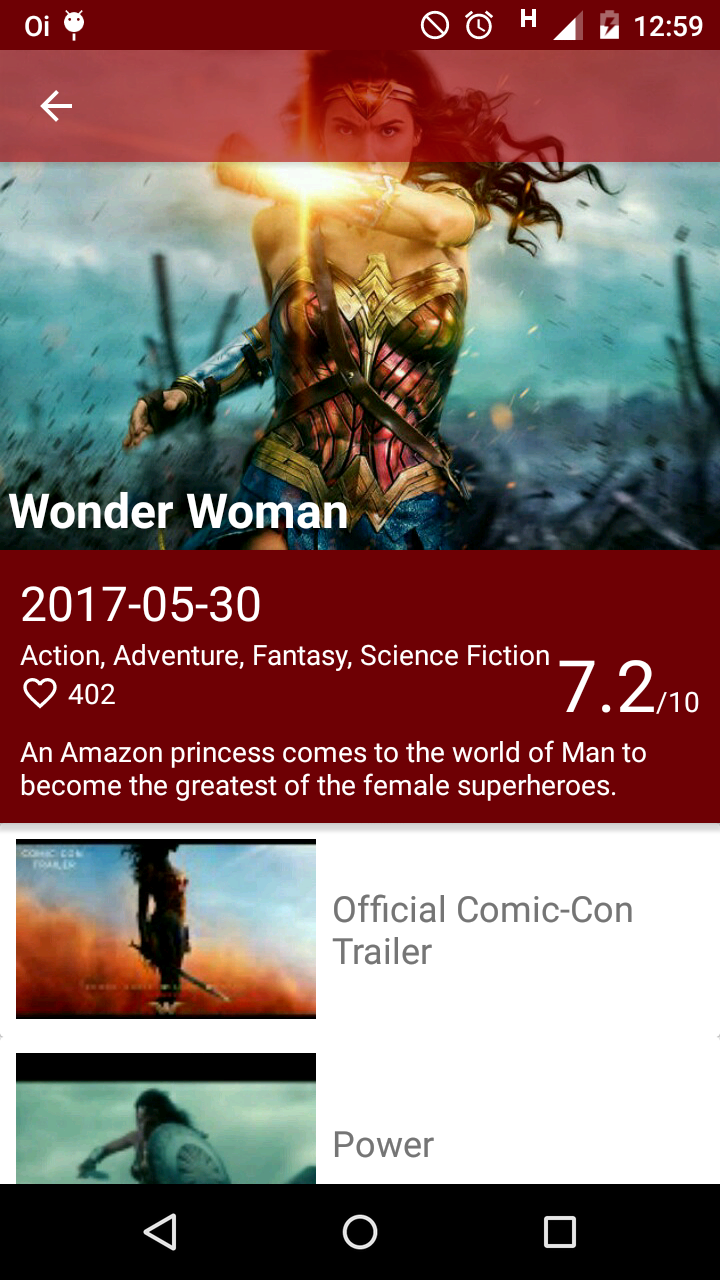 Oi H 12:59
Wonder Woman
2017-05-30
Action, Adventure, Fantasy, Science Fiction
402
7.2/10
An Amazon princess comes to the world of Man to
become the greatest of the female superheroes.
COMIC-CON
TRAILER
Official Comic-Con
Trailer
Power